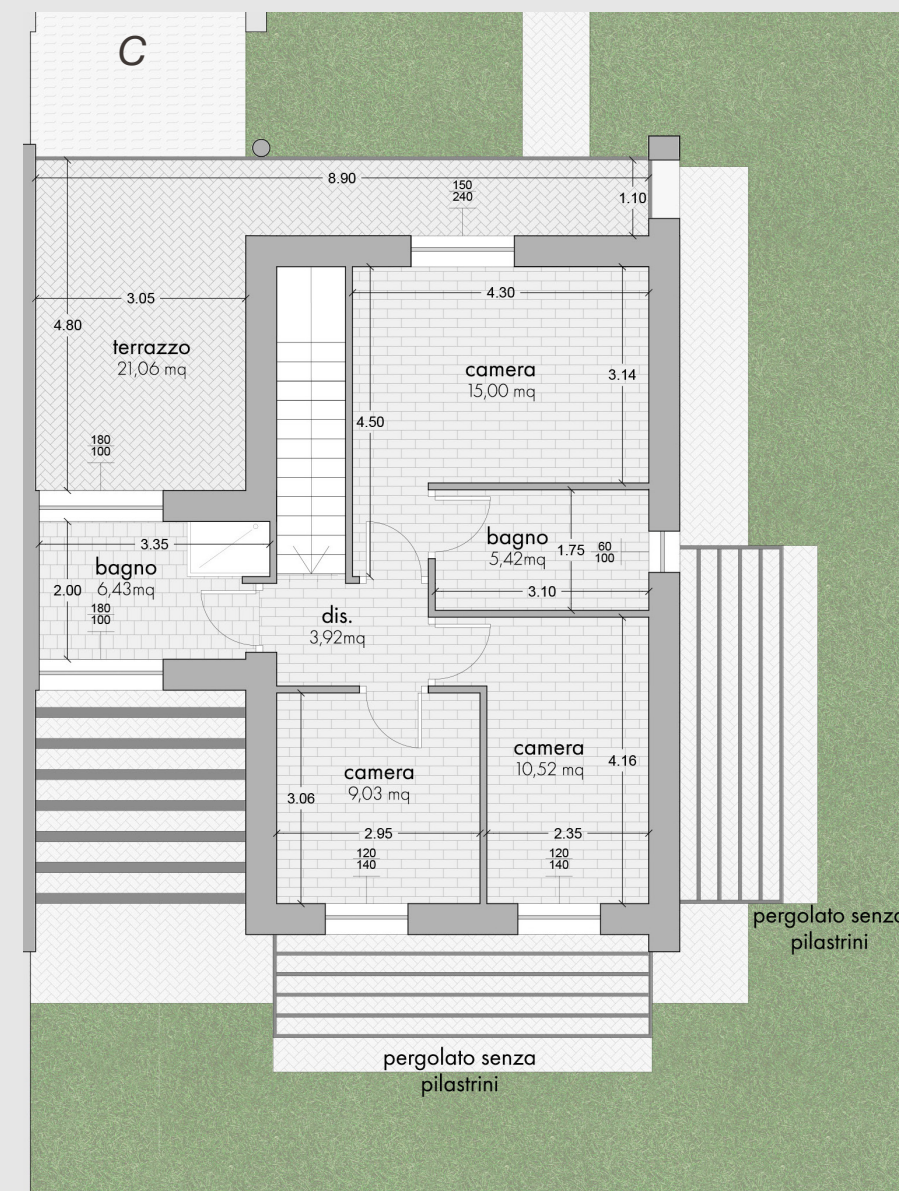 C
8.90
150
240
1.10
3.05
4.30
4.80
terrazzo
21,06 mq
camera
15,00 mq
3.14
4.50
180
100
3.35
bagno
6,43mq
2.00
180
100
bagno
5,42mq
1.75
60
100
3.10
dis.
3,92mq
camera
10,52 mq
4.16
camera
9,03 mq
3.06
2.95
2.35
120
140
120
140
pergolato senza
pilastrini
pergolato senza
pilastrini